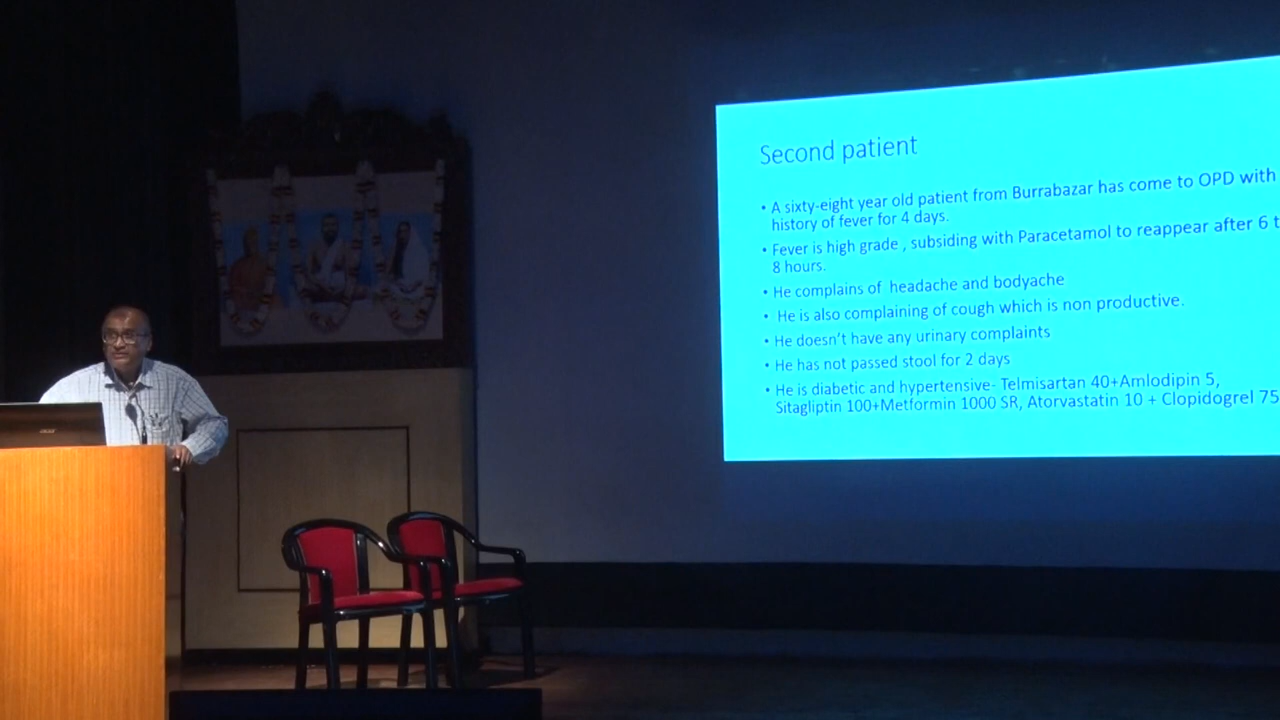 Second patient
• A sixty-eight year old patient from Burrabazar has come to OPD with
history of fever for 4 days.
• Fever is high grade , subsiding with Paracetamol to reappear after 6 t
8 hours.
• He complains of headache and bodyache
• He is also complaining of cough which is non productive.
• He doesn't have any urinary complaints
• He has not passed stool for 2 days
• He is diabetic and hypertensive- Telmisartan 40+Amlodipin 5,
Sitagliptin 100+Metformin 1000 SR, Atorvastatin 10 + Clopidogrel 75
acer